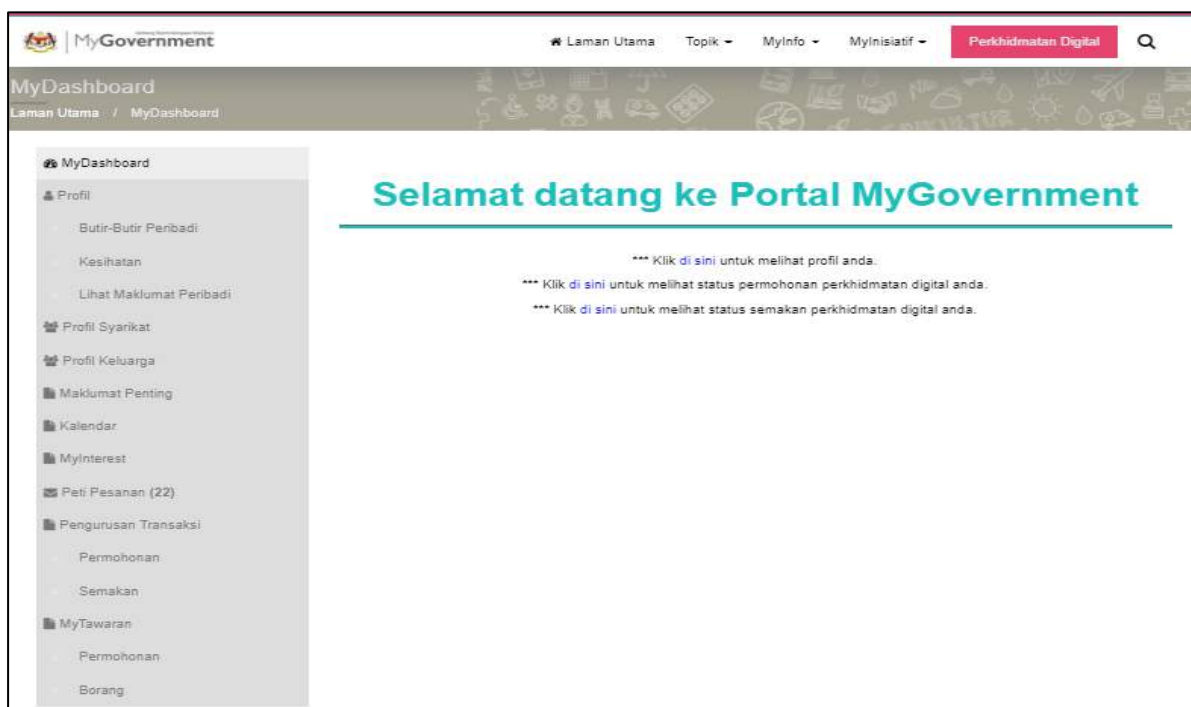 MyGovernment
Laman Utama Topik MyInfo MyInisiatif Perkhidmatan Digital
MyDashboard
Laman Utama / MyDashboard
MyDashboard
Profil
Butir-Butir Peribadi
Kesihatan
Lihat Maklumat Peribadi
Profil Syarikat
Profil Keluarga
Maklumat Penting
Kalendar
MyInterest
Peti Pesanan (22)
Pengurusan Transaksi
Permohonan
Semakan
MyTawaran
Permohonan
Borang
Selamat datang ke Portal MyGovernment
*** Klik di sini untuk melihat profil anda.
*** Klik di sini untuk melihat status permohonan perkhidmatan digital anda.
*** Klik di sini untuk melihat status semakan perkhidmatan digital anda.